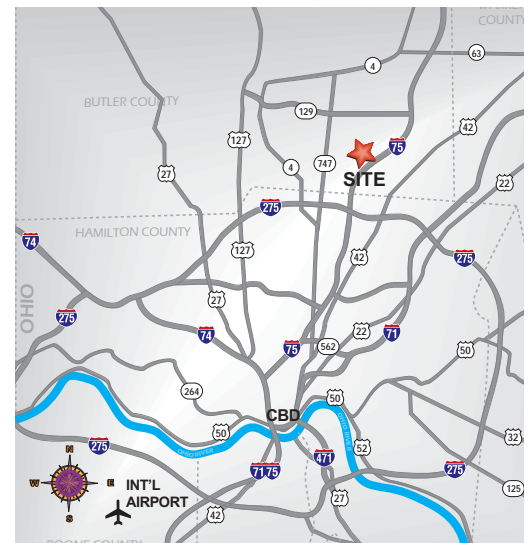 WARREN
COUNTY
63
4
BUTLER COUNTY
129
42
127
75
747
4
27
SITE
22
275
74
HAMILTON COUNTY
127
42
275
OHIO
27
275
74
75
562
22
71
50
264
50
CBD
50
32
OHIO RIVER
OHIO RIVER
52
275
71 75
471
275
N
W E
S
INT'L
AIRPORT
27
125
42
BOONE COUNTY